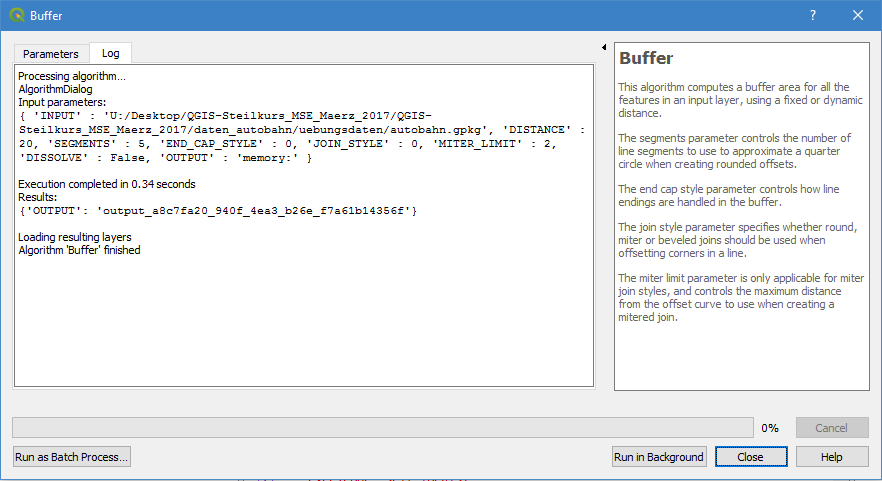 Buffer
?
Parameters
Log
Processing algorithm...
AlgorithmDialog
Input parameters:
{ 'INPUT' : 'U:/Desktop/QGIS-Steilkurs_MSE_Maerz_2017/QGIS-
Steilkurs_MSE_Maerz_2017/daten_autobahn/uebungsdaten/autobahn.gpkg', 'DISTANCE' :
20, 'SEGMENTS' : 5, 'END_CAP_STYLE' : 0, 'JOIN_STYLE' : 0, 'MITER_LIMIT' : 2,
'DISSOLVE' : False, 'OUTPUT' : 'memory:' }
Execution completed in 0.34 seconds
Results:
{'OUTPUT': 'output_a8c7fa20_940f_4ea3_b26e_f7a61b14356f'}
Loading resulting layers
Algorithm 'Buffer' finished
Buffer
This algorithm computes a buffer area for all the
features in an input layer, using a fixed or dynamic
distance.
The segments parameter controls the number of
line segments to use to approximate a quarter
circle when creating rounded offsets.
The end cap style parameter controls how line
endings are handled in the buffer.
The join style parameter specifies whether round,
miter or beveled joins should be used when
offsetting corners in a line.
The miter limit parameter is only applicable for miter
join styles, and controls the maximum distance
from the offset curve to use when creating a
mitered join.
0%
Cancel
Run as Batch Process...
Run in Background
Close
Help